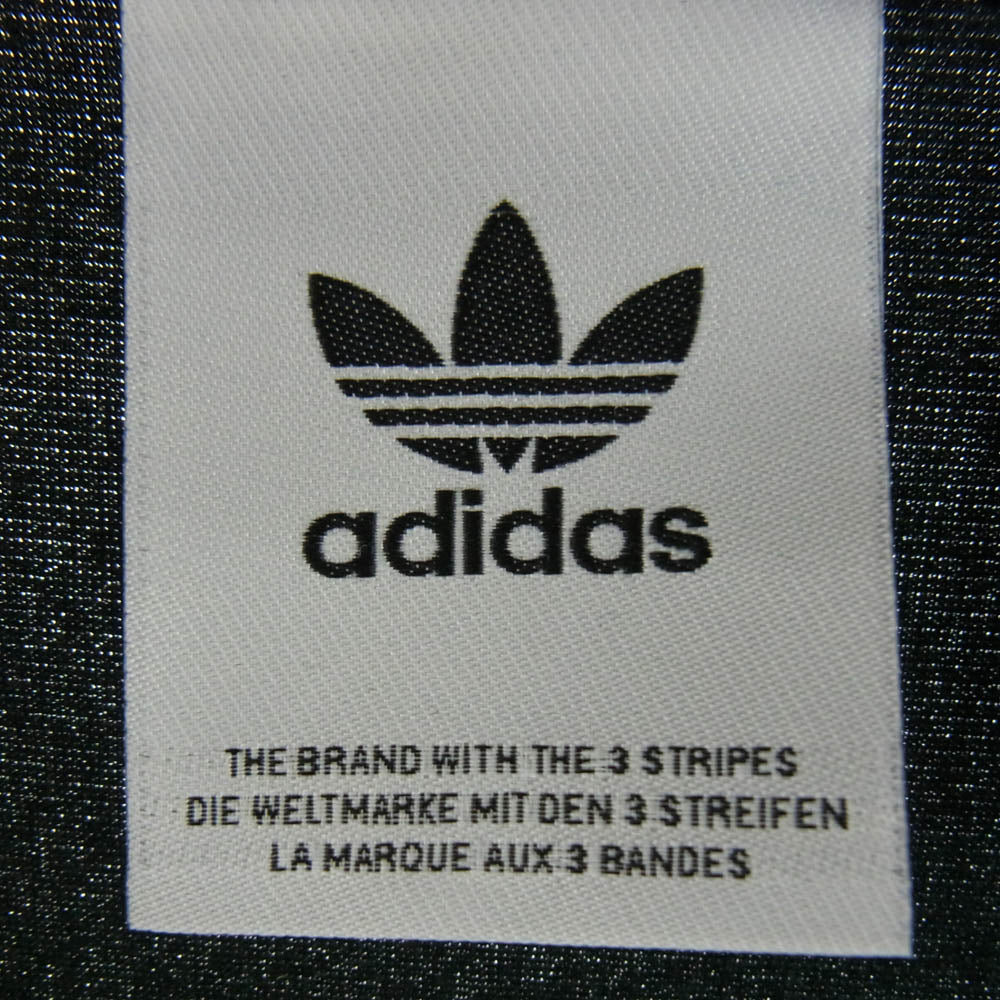 adidas
THE BRAND WITH THE 3 STRIPES
DIE WELTMARKE MIT DEN 3 STREIFEN
LA MARQUE AUX 3 BANDES